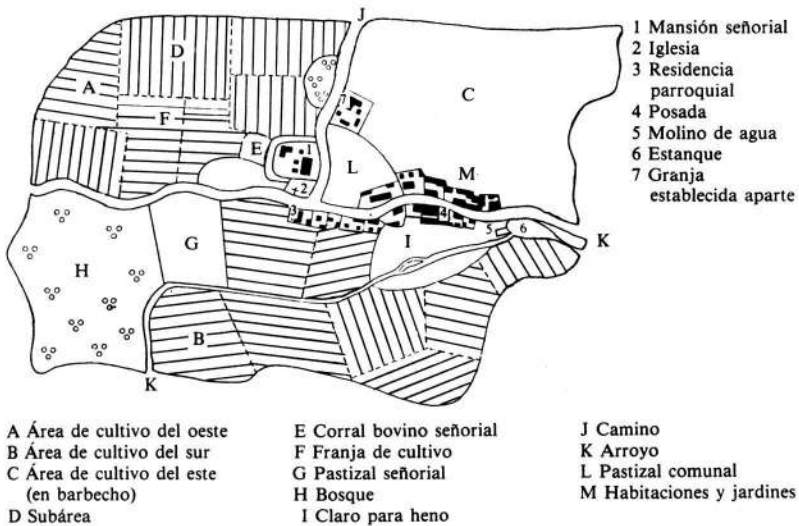 J
D
A
C
7
F
E
1
L
M
2
3
4
5
6
K
G
I
H
B
K
1 Mansión señorial
2 Iglesia
3 Residencia
parroquial
4 Posada
5 Molino de agua
6 Estanque
7 Granja
establecida aparte
A Área de cultivo del oeste
B Área de cultivo del sur
C Área de cultivo del este
(en barbecho)
D Subárea
E Corral bovino señorial
F Franja de cultivo
G Pastizal señorial
H Bosque
I Claro para heno
J Camino
K Arroyo
L Pastizal comunal
M Habitaciones y jardines